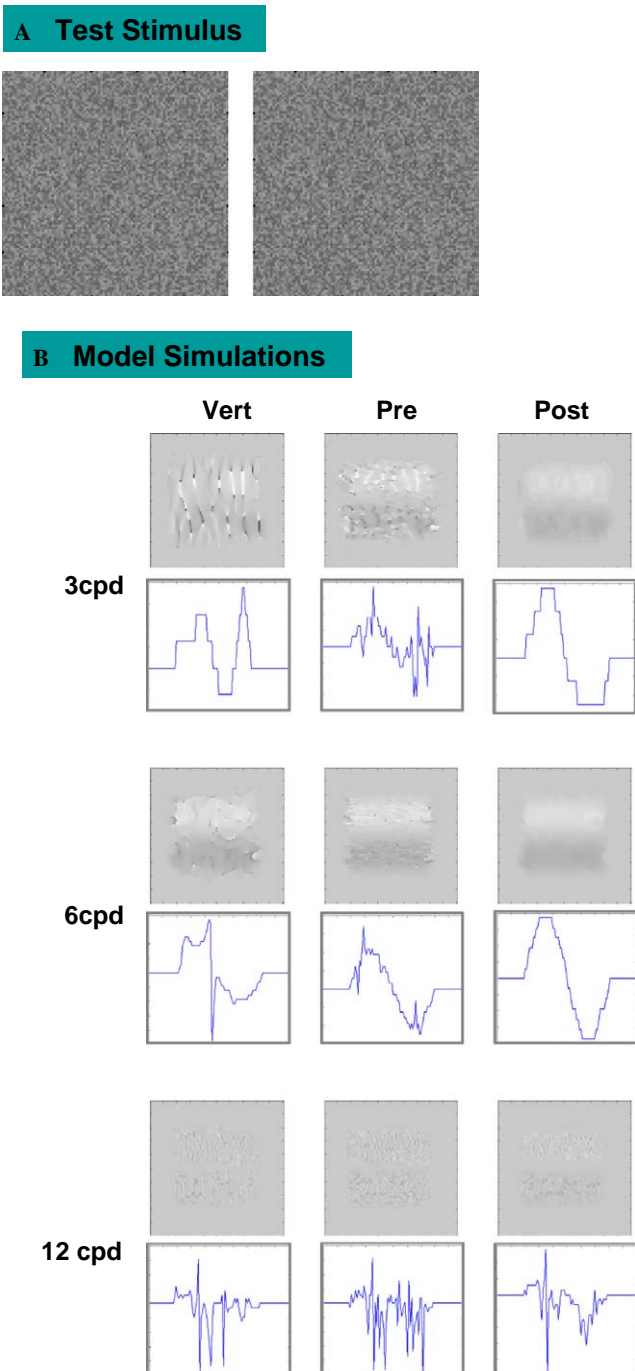 A Test Stimulus
B Model Simulations
Vert Pre Post
3cpd
6cpd
12 cpd